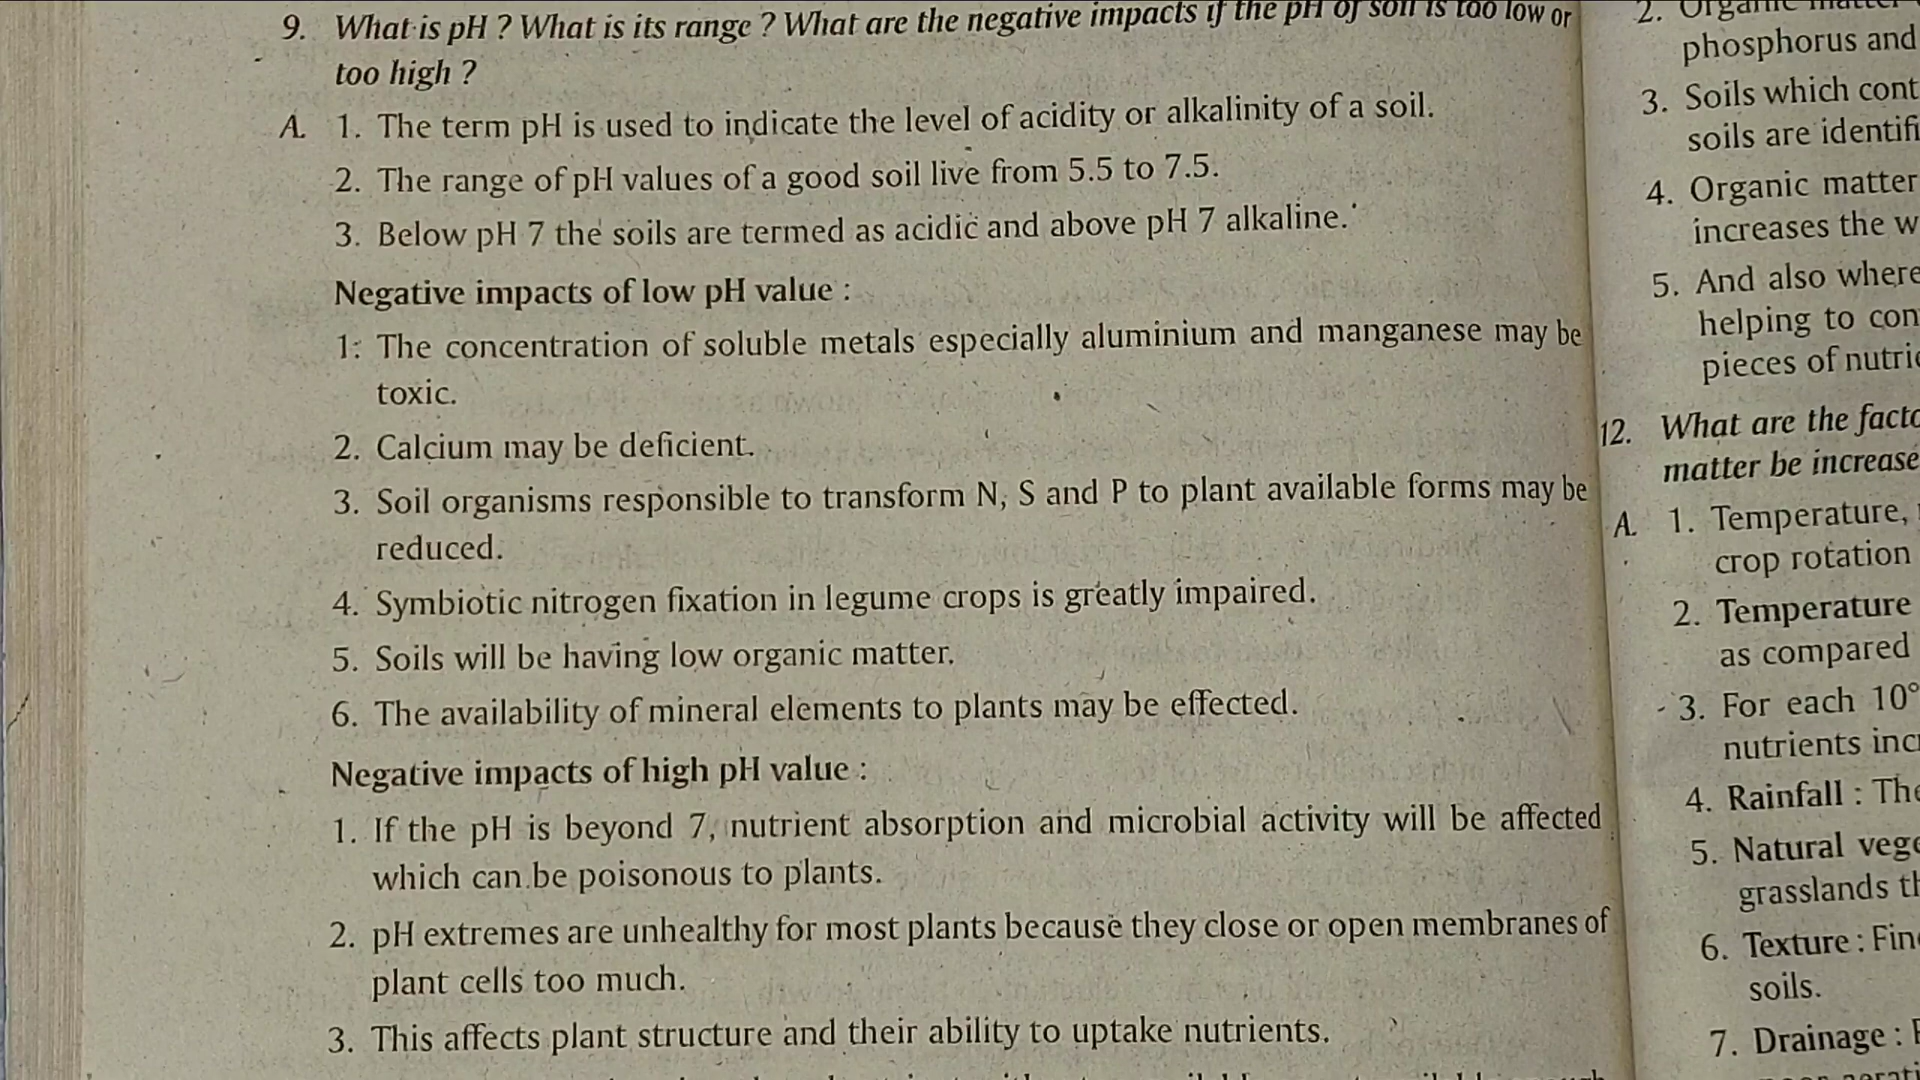 9. What is pH ? What is its range ? What are the negative impacts if the pH of soil is too low or
too high ?
A. 1. The term pH is used to indicate the level of acidity or alkalinity of a soil.
2. The range of pH values of a good soil live from 5.5 to 7.5.
3. Below pH 7 the soils are termed as acidic and above pH 7 alkaline.
Negative impacts of low pH value :
1. The concentration of soluble metals especially aluminium and manganese may be
toxic.
2. Calcium may be deficient.
3. Soil organisms responsible to transform N, S and P to plant available forms may be
reduced.
4. Symbiotic nitrogen fixation in legume crops is greatly impaired.
5. Soils will be having low organic matter.
6. The availability of mineral elements to plants may be effected.
Negative impacts of high pH value :
1. If the pH is beyond 7, nutrient absorption and microbial activity will be affected
which can be poisonous to plants.
2. pH extremes are unhealthy for most plants because they close or open membranes of
plant cells too much.
3. This affects plant structure and their ability to uptake nutrients.
2. Organic matter
phosphorus and
3. Soils which cont
soils are identifi
4. Organic matter
increases the w
5. And also where
helping to con
pieces of nutri
12. What are the facto
matter be increase
A. 1. Temperature,
crop rotation
2. Temperature
as compared
3. For each 10°
nutrients inc
4. Rainfall : The
5. Natural vege
grasslands th
6. Texture : Fin
soils.
7. Drainage :